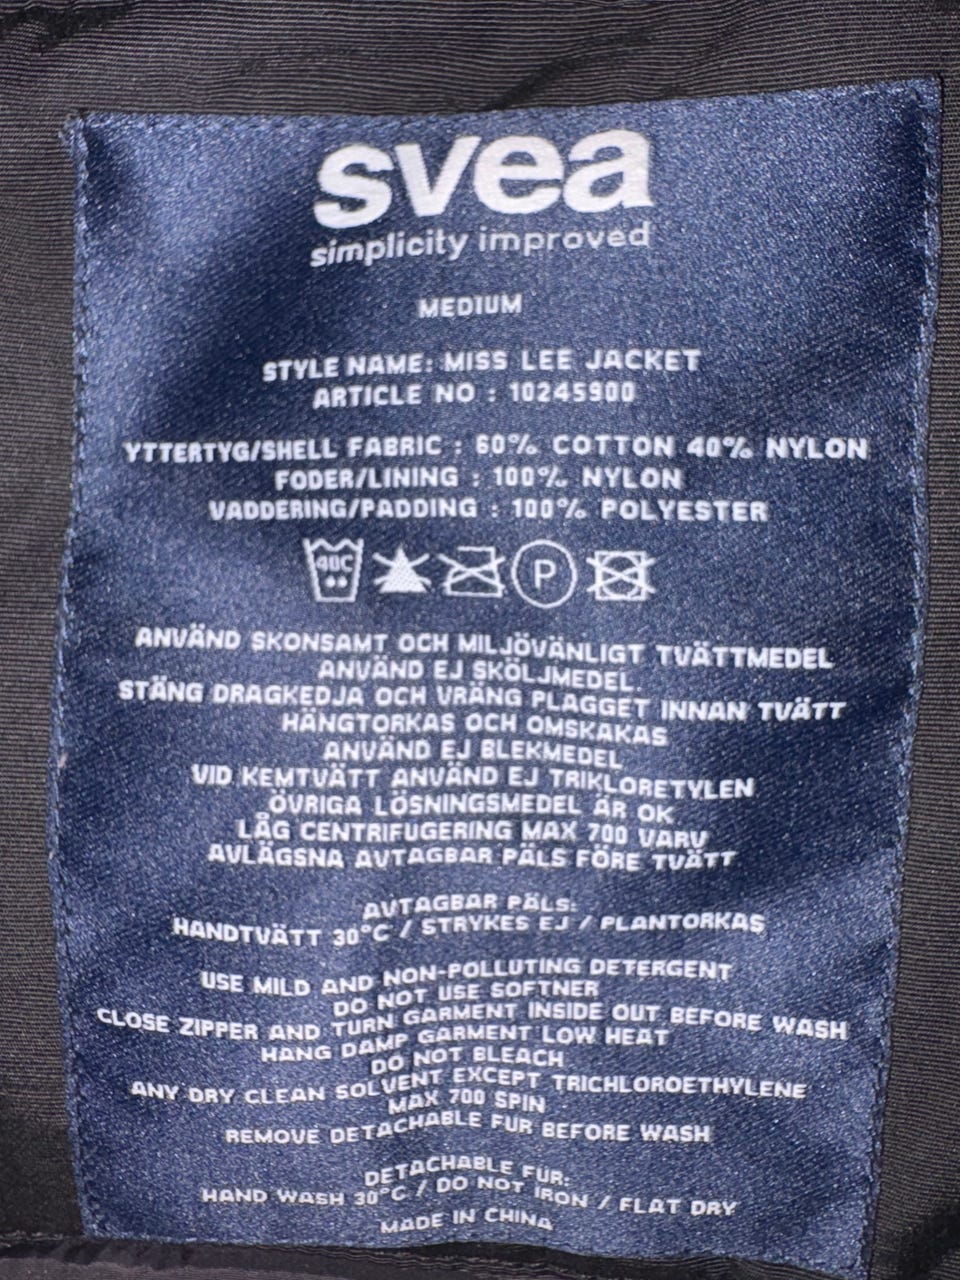 svea
simplicity improved
MEDIUM
STYLE NAME: MISS LEE JACKET
ARTICLE NO : 10245900
YTTERTYG/SHELL FABRIC : 60% COTTON 40% NYLON
FODER/LINING : 100% NYLON
VADDERING/PADDING : 100% POLYESTER
40C P
ANVÄND SKONSAMT OCH MILJÖVÄNLIGT TVÄTTMEDEL
ANVÄND EJ SKÖLJMEDEL.
STÄNG DRAGKEDJA OCH VRÄNG PLAGGET INNAN TVÄTT
HÄNGTORKAS OCH OMSKAKAS
ANVÄND EJ BLEKMEDEL
VID KEMTVÄTT ANVÄND EJ TRIKLORETYLEN
ÖVRIGA LÖSNINGSMEDEL ÄR OK
LÅG CENTRIFUGERING MAX 700 VARV
AVLÄGSNA AVTAGBAR PÄLS FÖRE TVÄTT
AVTAGBAR PÄLS:
HANDTVÄTT 30°C / STRYKES EJ / PLANTORKAS
USE MILD AND NON-POLLUTING DETERGENT
DO NOT USE SOFTNER
CLOSE ZIPPER AND TURN GARMENT INSIDE OUT BEFORE WASH
HANG DAMP GARMENT LOW HEAT
DO NOT BLEACH
ANY DRY CLEAN SOLVENT EXCEPT TRICHLOROETHYLENE
MAX 700 SPIN
REMOVE DETACHABLE FUR BEFORE WASH
DETACHABLE FUR:
HAND WASH 30°C / DO NOT IRON / FLAT DRY
MADE IN CHINA